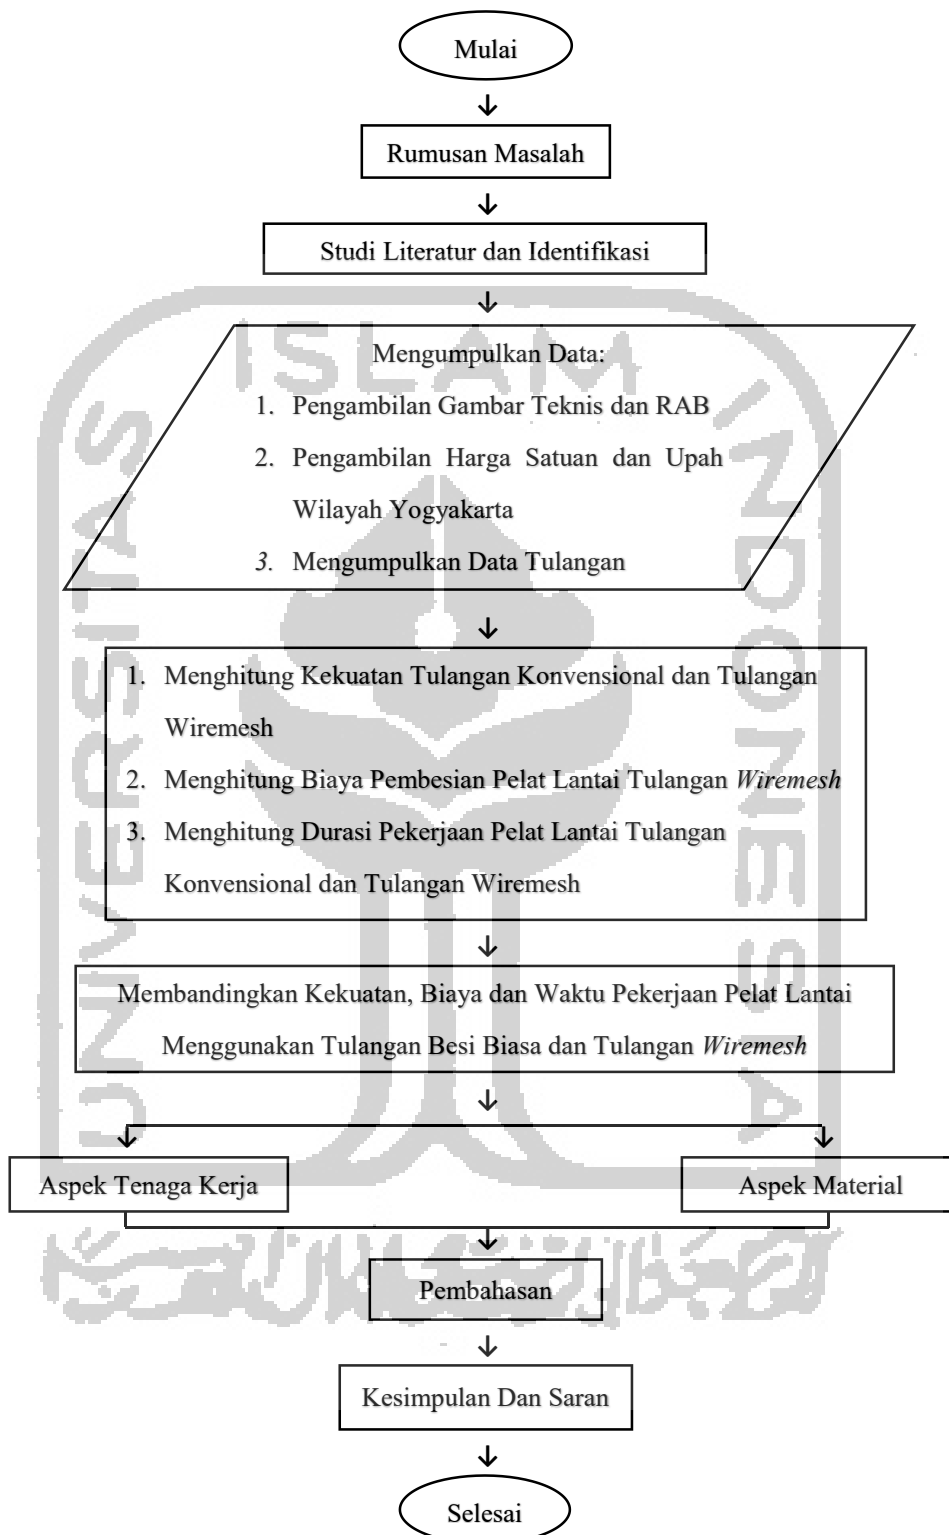 Mulai
Rumusan Masalah
Studi Literatur dan Identifikasi
Mengumpulkan Data:
1. Pengambilan Gambar Teknis dan RAB
2. Pengambilan Harga Satuan dan Upah
Wilayah Yogyakarta
3. Mengumpulkan Data Tulangan
1. Menghitung Kekuatan Tulangan Konvensional dan Tulangan
Wiremesh
2. Menghitung Biaya Pembesian Pelat Lantai Tulangan Wiremesh
3. Menghitung Durasi Pekerjaan Pelat Lantai Tulangan
Konvensional dan Tulangan Wiremesh
Membandingkan Kekuatan, Biaya dan Waktu Pekerjaan Pelat Lantai
Menggunakan Tulangan Besi Biasa dan Tulangan Wiremesh
Aspek Tenaga Kerja
Aspek Material
Pembahasan
Kesimpulan Dan Saran
Selesai
UNIVERSITAS
ISLAM
INDONESIA